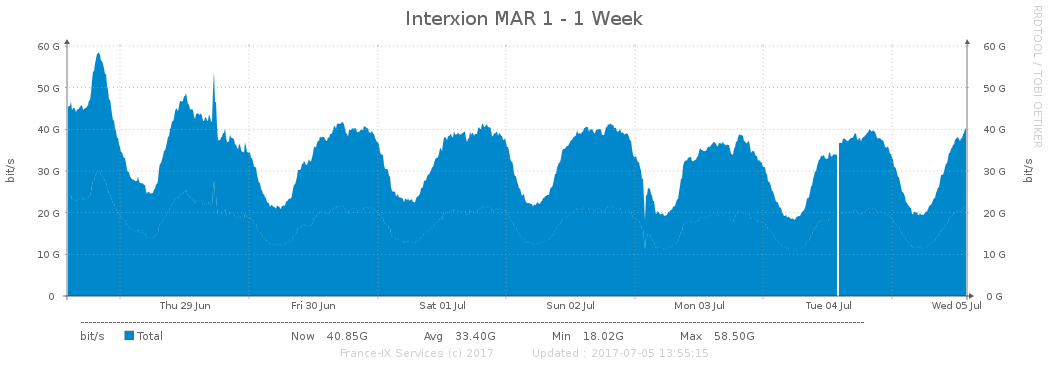 Interxion MAR 1 - 1 Week
RRDTOOL / TOBI OETIKER
bit/s
60 G 60 G
50 G 50 G
40 G 40 G
30 G 30 G
20 G 20 G
10 G 10 G
0 0 G
bit/s
Thu 29 Jun Fri 30 Jun Sat 01 Jul Sun 02 Jul Mon 03 Jul Tue 04 Jul Wed 05 Jul
bit/s Total Now 40.85G Avg 33.40G Min 18.02G Max 58.50G
France-IX Services (c) 2017 Updated : 2017-07-05 13:55:15